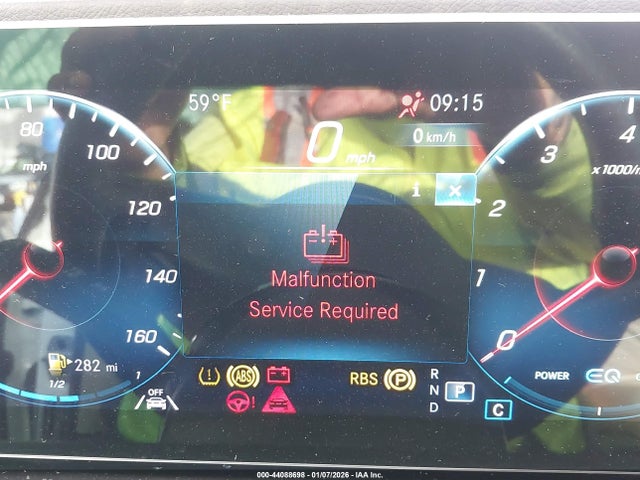 59°F
09:15
0 mph
0 km/h
80
100
120
140
160
mph
4
3
2
1
0
x1000/m
i ×
Malfunction
Service Required
282 mi
1/2
1
OFF
ABS
RBS
P
R
N
D
P
C
POWER
EQ
000-44088698 - 01/07/2026 - IAA Inc.